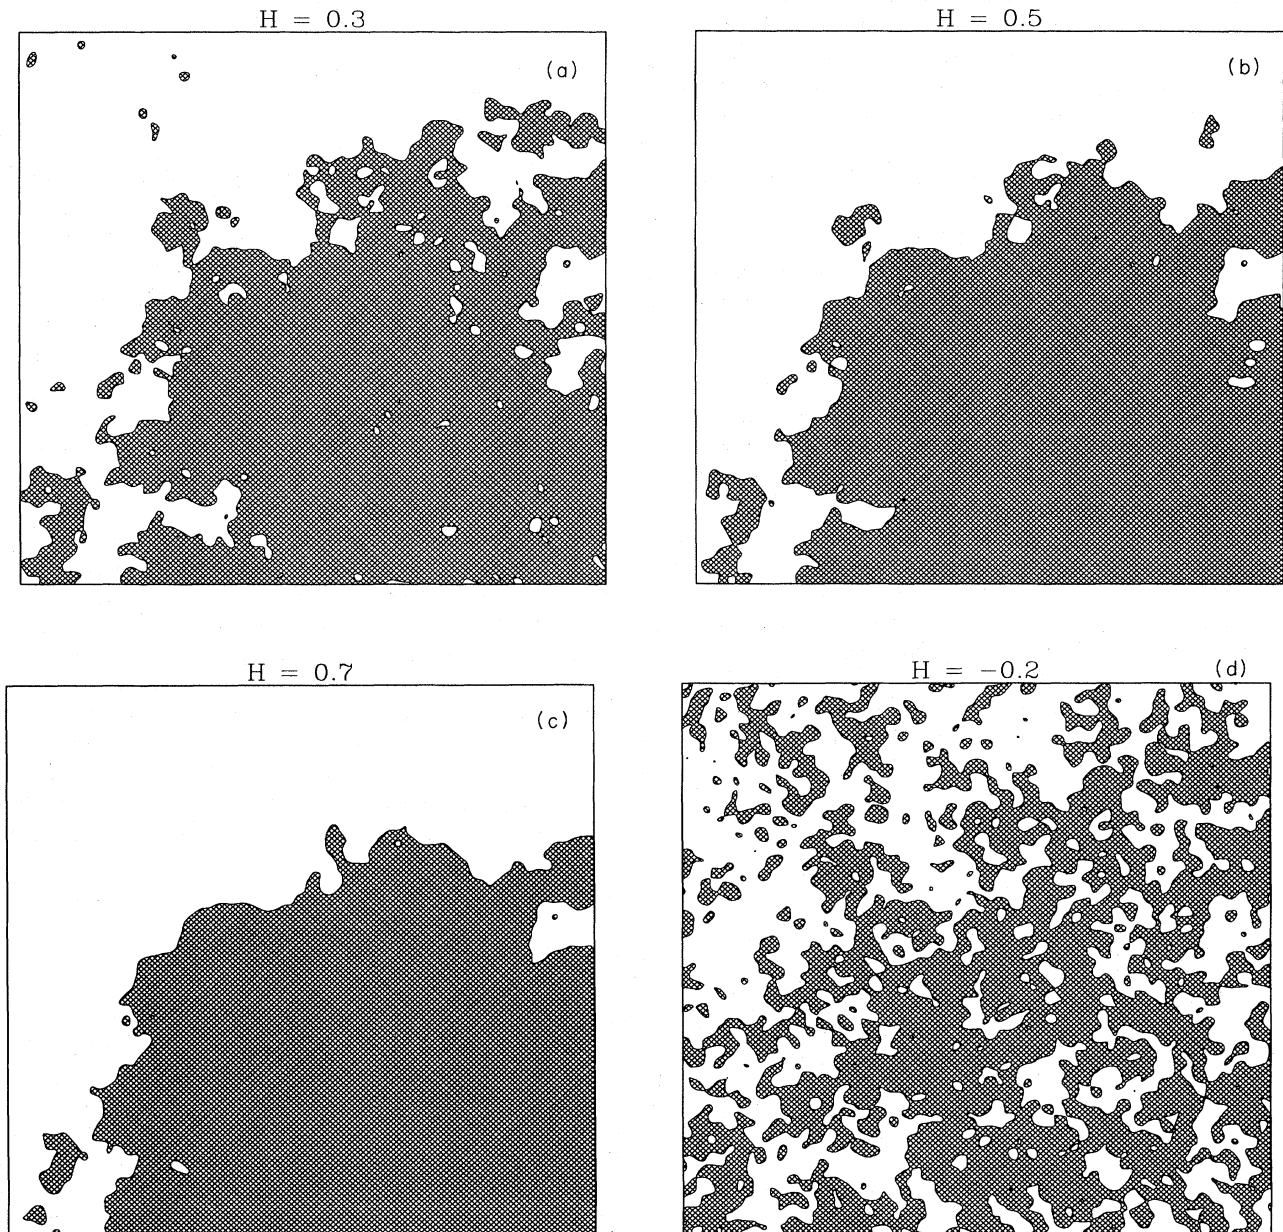 H = 0.3
H = 0.5
(a)
(b)
H = 0.7
H = −0.2
(d)
(c)